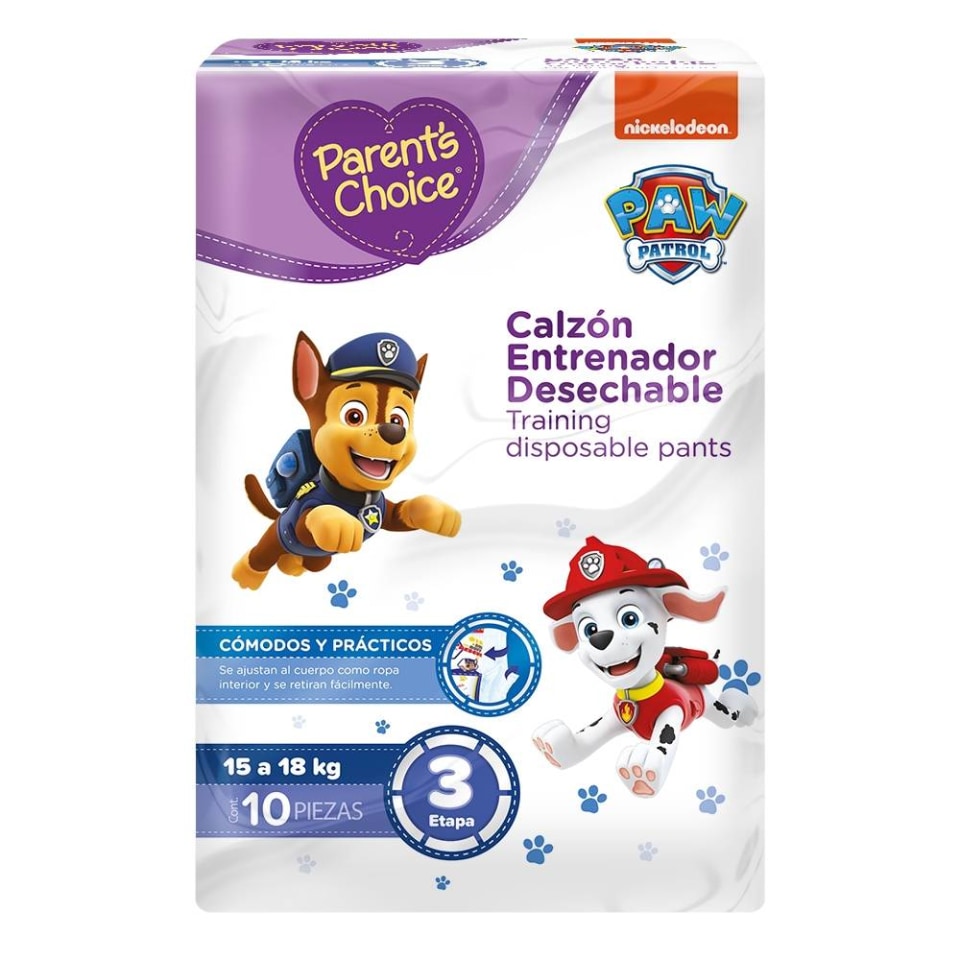 Parent's
Choice®
nickelodeon
PAW
PATROL
Calzón
Entrenador
Desechable
Training
disposable pants
CÓMODOS Y PRÁCTICOS
Se ajustan al cuerpo como ropa
interior y se retiran fácilmente.
15 a 18 kg
Cont. 10 PIEZAS
3
Etapa